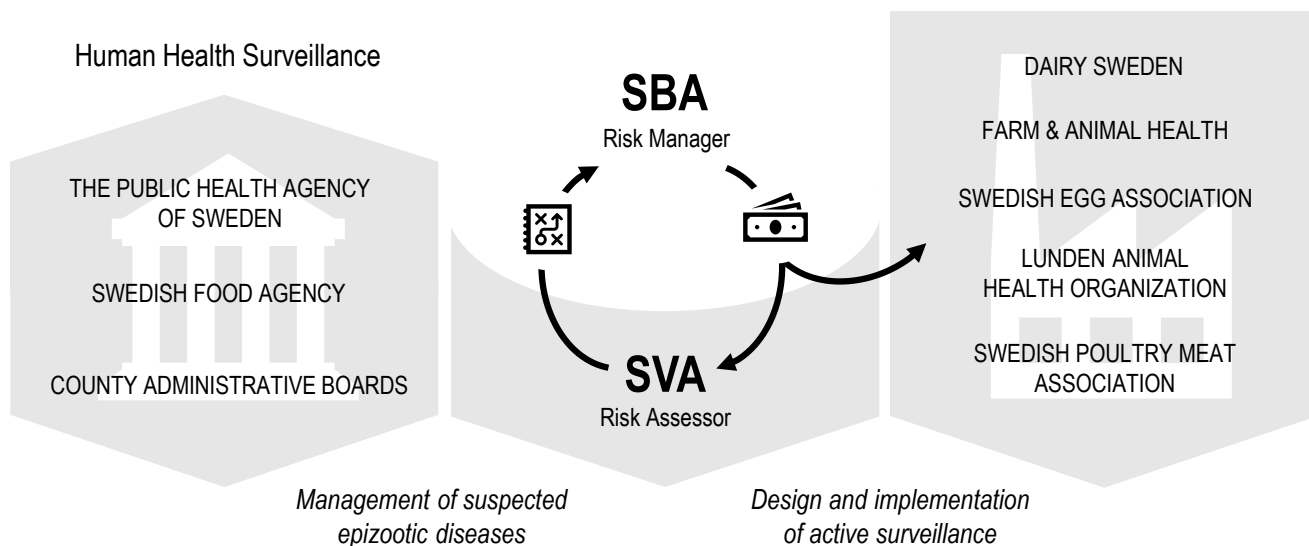 Human Health Surveillance
THE PUBLIC HEALTH AGENCY
OF SWEDEN
SWEDISH FOOD AGENCY
COUNTY ADMINISTRATIVE BOARDS
SBA
Risk Manager
SVA
Risk Assessor
DAIRY SWEDEN
FARM & ANIMAL HEALTH
SWEDISH EGG ASSOCIATION
LUNDEN ANIMAL
HEALTH ORGANIZATION
SWEDISH POULTRY MEAT
ASSOCIATION
Management of suspected
epizootic diseases
Design and implementation
of active surveillance